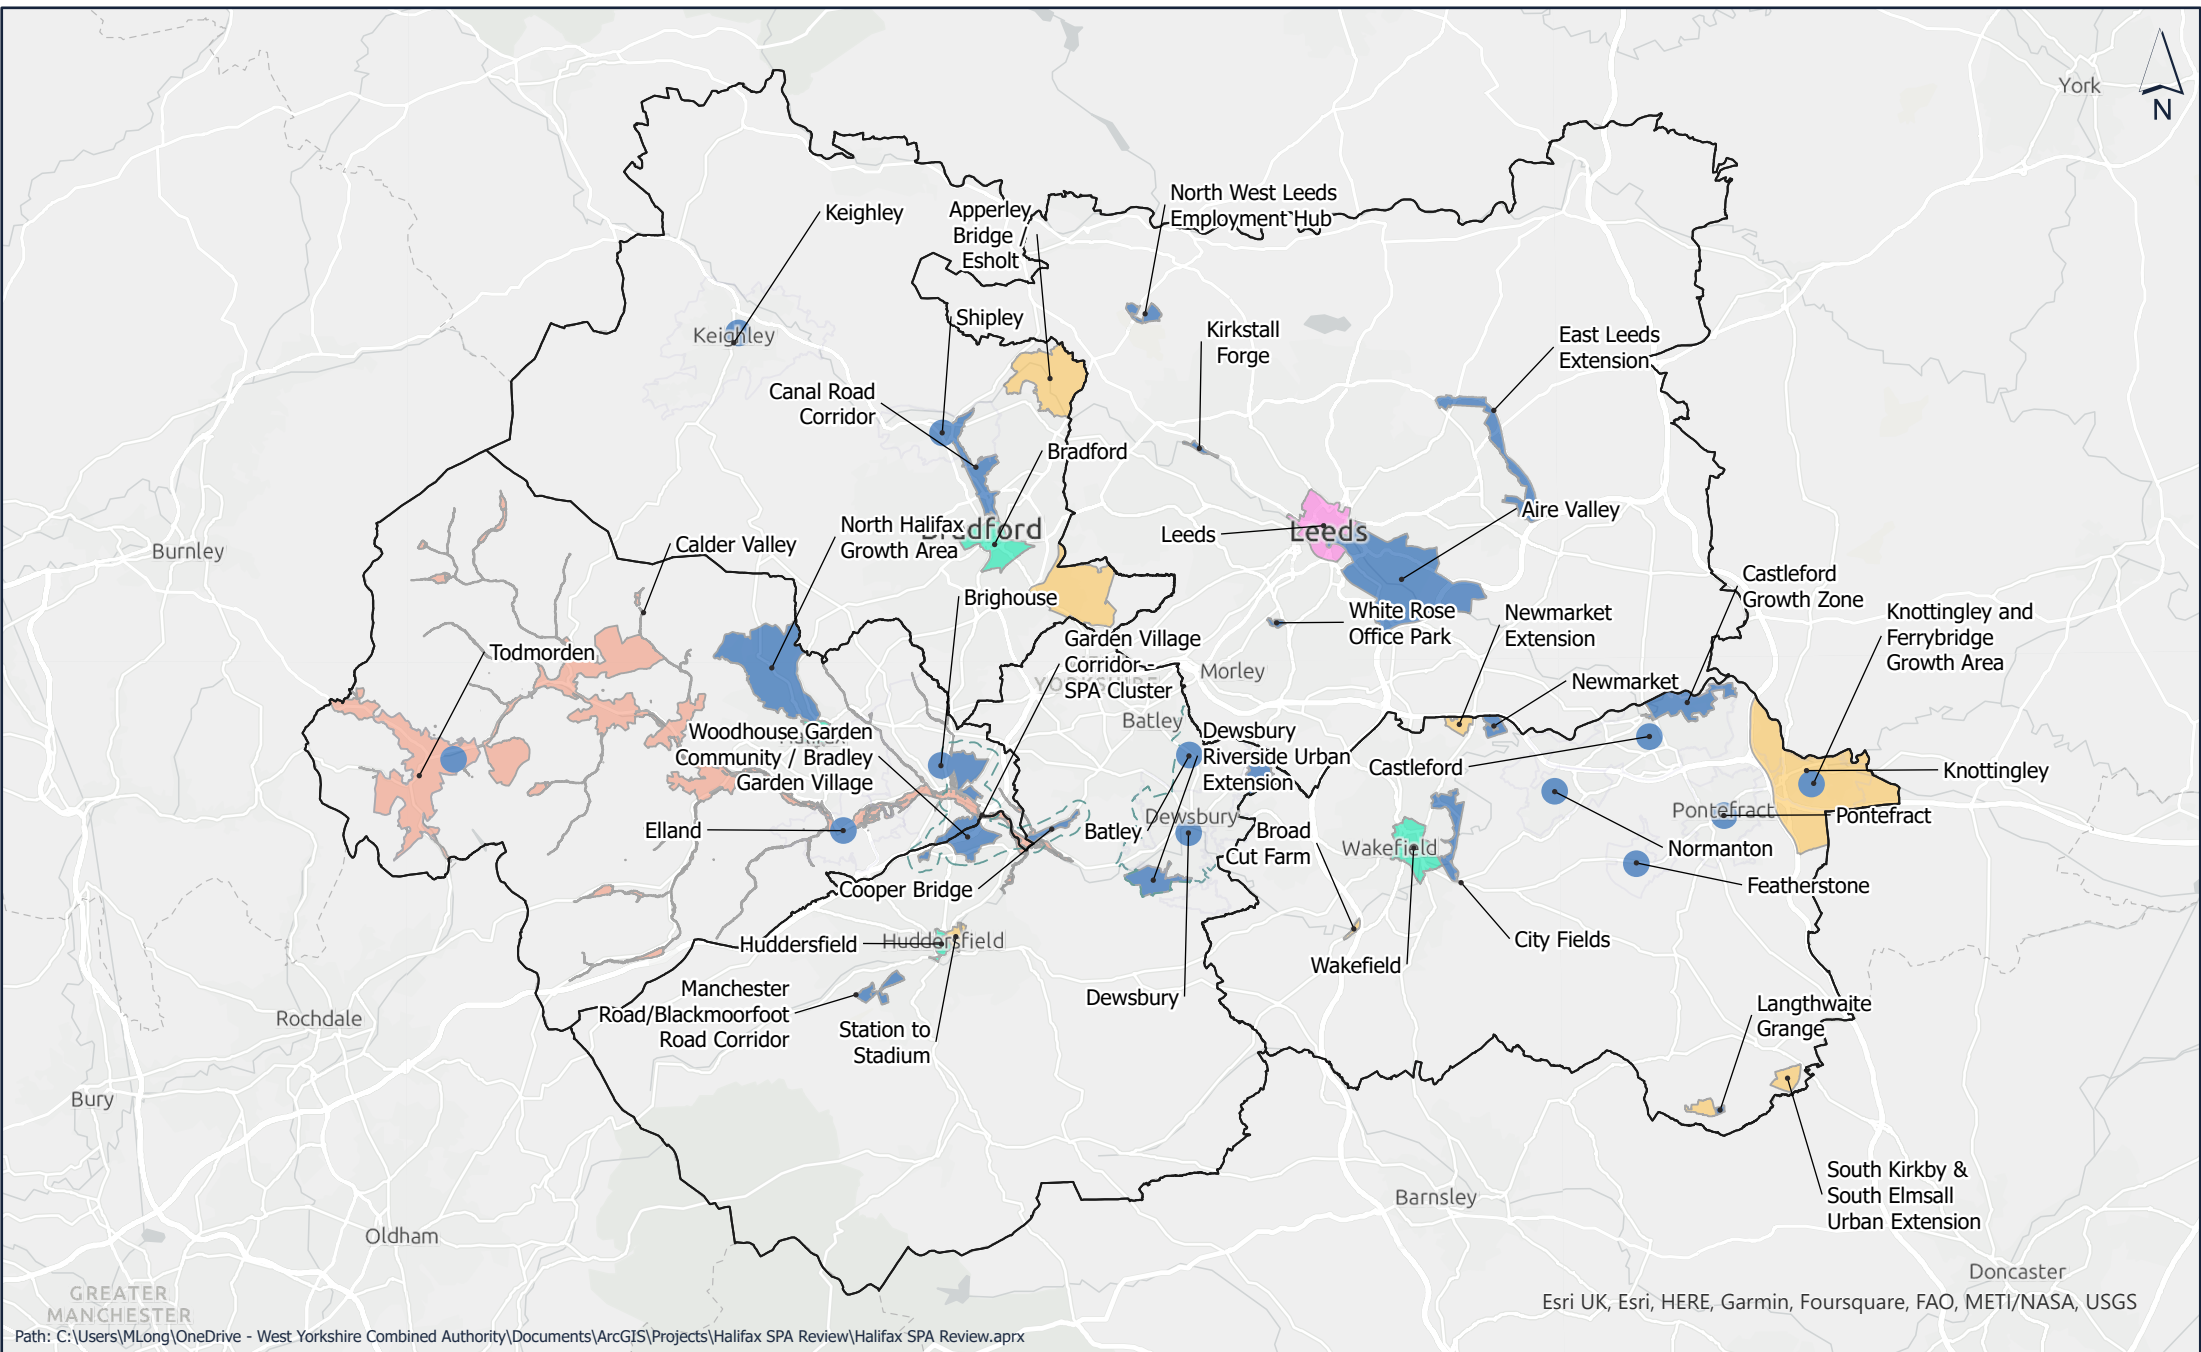 York
N
North West Leeds
Employment Hub
Keighley
Apperley
Bridge /
Esholt
Shipley
Kirkstall
Forge
East Leeds
Extension
Keighley
Canal Road
Corridor
Bradford
Aire Valley
North Halifax
Growth Area
dford
Leeds
Leeds
Calder Valley
Burnley
Castleford
Growth Zone
Brighouse
White Rose
Office Park
Newmarket
Extension
Knottingley and
Ferrybridge
Growth Area
Garden Village
Corridor -
SPA Cluster
Todmorden
Morley
YORKSHIRE
Newmarket
Batley
Woodhouse Garden
Community / Bradley
Garden Village
Dewsbury
Riverside Urban
Extension
Castleford
Knottingley
Pontefract
Pontefract
Dewsbury
Elland
Batley
Broad
Cut Farm
Wakefield
Normanton
Cooper Bridge
Featherstone
Huddersfield
Huddersfield
City Fields
Wakefield
Manchester
Road/Blackmoorfoot
Road Corridor
Dewsbury
Langthwaite
Grange
Rochdale
Station to
Stadium
Bury
South Kirkby &
South Elmsall
Urban Extension
Barnsley
Oldham
Doncaster
GREATER
MANCHESTER
Esri UK, Esri, HERE, Garmin, Foursquare, FAO, METI/NASA, USGS
Path: C:\Users\MLong\OneDrive - West Yorkshire Combined Authority\Documents\ArcGIS\Projects\Halifax SPA Review\Halifax SPA Review.aprx